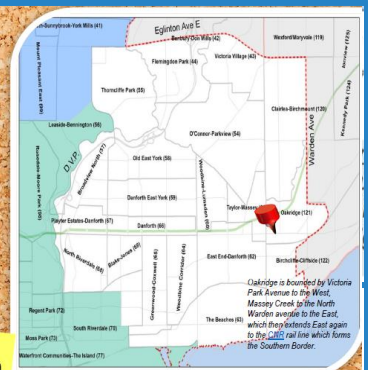 Eglinton Ave E
Banbury-Don Mills (42)
Wexford/Maryvale (119)
Flemingdon Park (44)
Victoria Village (43)
Mount Pleasant East (99)
Thorncliffe Park (55)
Clairlea-Birchmount (120)
Kennedy Park (124)
Leaside-Bennington (56)
O'Connor-Parkview (54)
Warden Ave
D.V.P
Broadview North (57)
Old East York (58)
Danforth East York (59)
Woodbine-Lumsden (60)
Oakridge (121)
Playter Estates-Danforth (67)
Danforth (66)
East End-Danforth (62)
Birchcliffe-Cliffside (122)
North Riverdale (68)
Blake-Jones (69)
Greenwood-Coxwell (65)
Woodbine Corridor (64)
Regent Park (72)
The Beaches (63)
South Riverdale (70)
Moss Park (73)
Waterfront Communities-The Island (77)
Oakridge is bounded by Victoria
Park Avenue to the West,
Massey Creek to the North
Warden avenue to the East,
which they extends East again
to the CNR rail line which forms
the Southern Border.